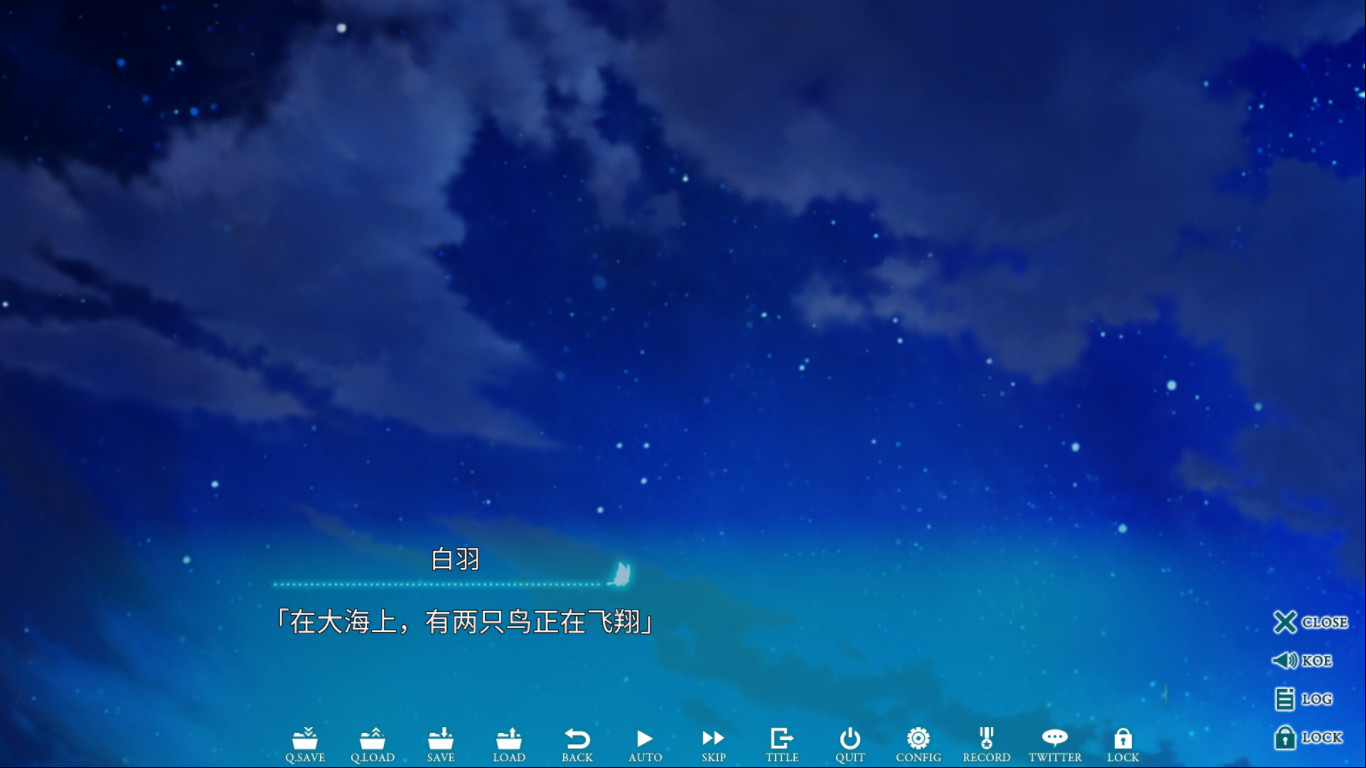 白羽
「在大海上，有两只鸟正在飞翔」
CLOSE
KOE
LOG
LOCK
Q.SAVE Q.LOAD SAVE LOAD BACK AUTO SKIP TITLE QUIT CONFIG RECORD TWITTER LOCK